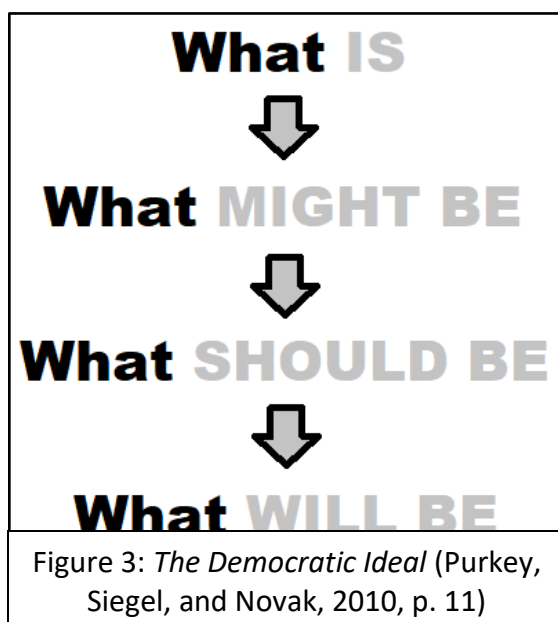 What IS
What MIGHT BE
What SHOULD BE
What WILL BE
Figure 3: The Democratic Ideal (Purkey,
Siegel, and Novak, 2010, p. 11)